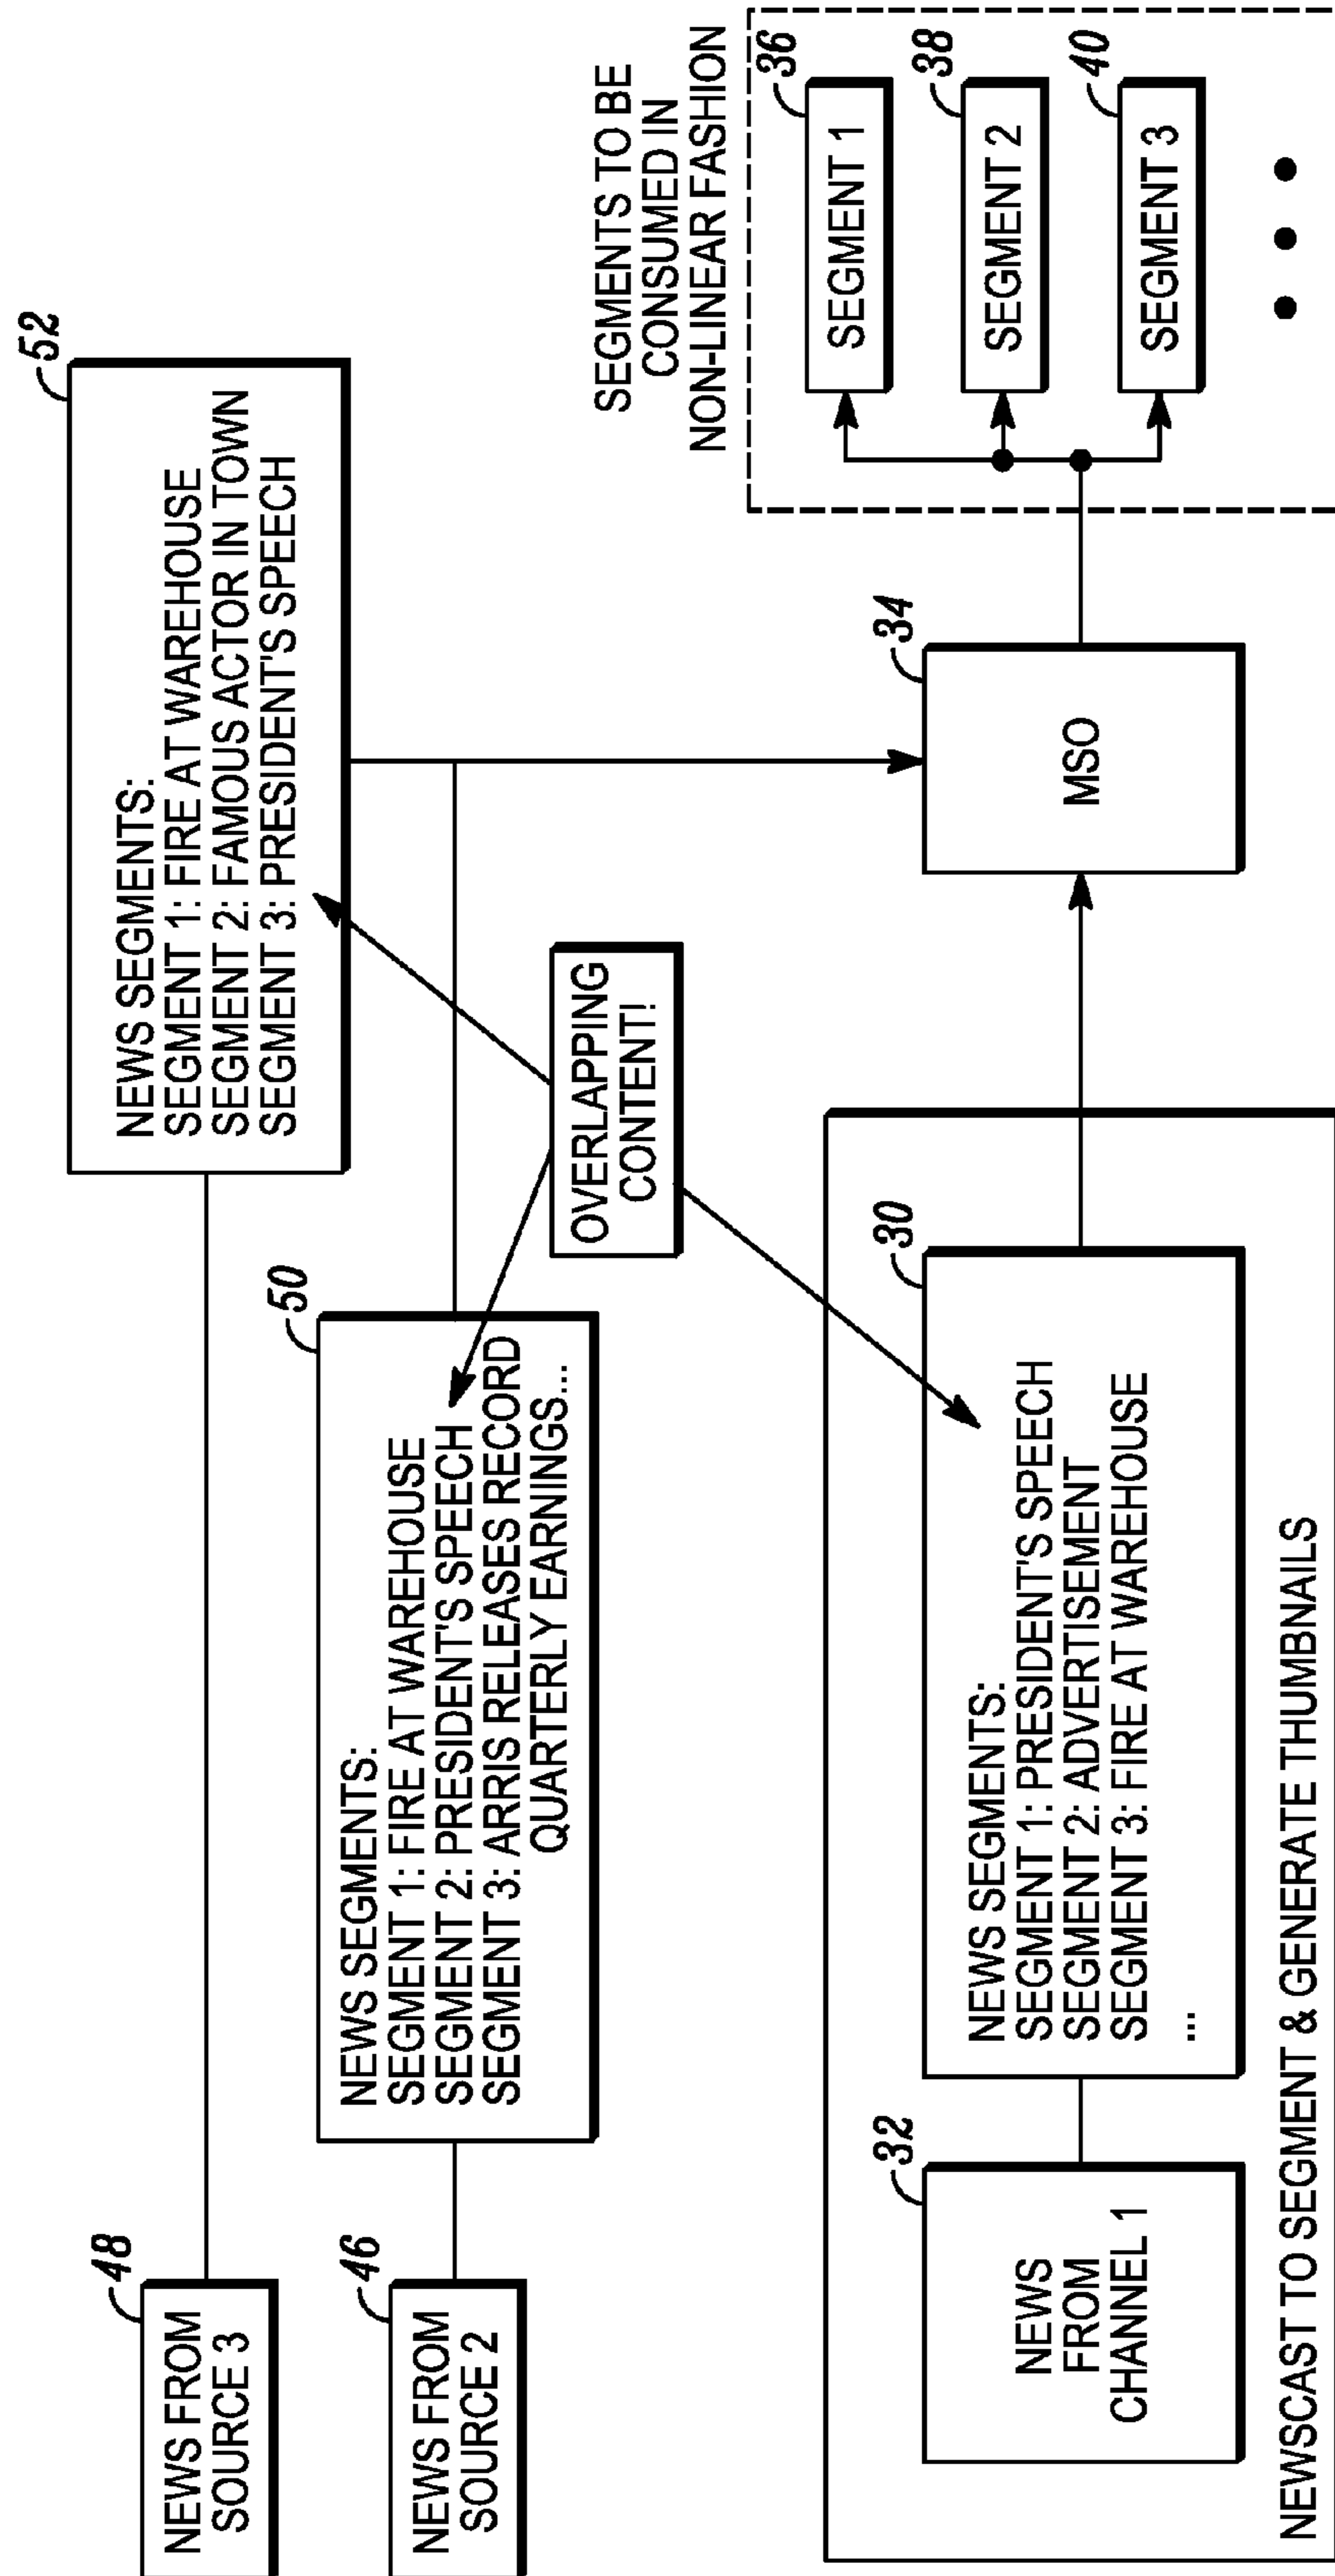 48
NEWS FROM
SOURCE 3
52
NEWS SEGMENTS:
SEGMENT 1: FIRE AT WAREHOUSE
SEGMENT 2: FAMOUS ACTOR IN TOWN
SEGMENT 3: PRESIDENT'S SPEECH
46
NEWS FROM
SOURCE 2
50
NEWS SEGMENTS:
SEGMENT 1: FIRE AT WAREHOUSE
SEGMENT 2: PRESIDENT'S SPEECH
SEGMENT 3: ARRIS RELEASES RECORD
QUARTERLY EARNINGS...
OVERLAPPING
CONTENT!
32
NEWS
FROM
CHANNEL 1
30
NEWS SEGMENTS:
SEGMENT 1: PRESIDENT'S SPEECH
SEGMENT 2: ADVERTISEMENT
SEGMENT 3: FIRE AT WAREHOUSE
...
NEWSCAST TO SEGMENT & GENERATE THUMBNAILS
34
MSO
SEGMENTS TO BE
CONSUMED IN
NON-LINEAR FASHION
36
SEGMENT 1
38
SEGMENT 2
40
SEGMENT 3